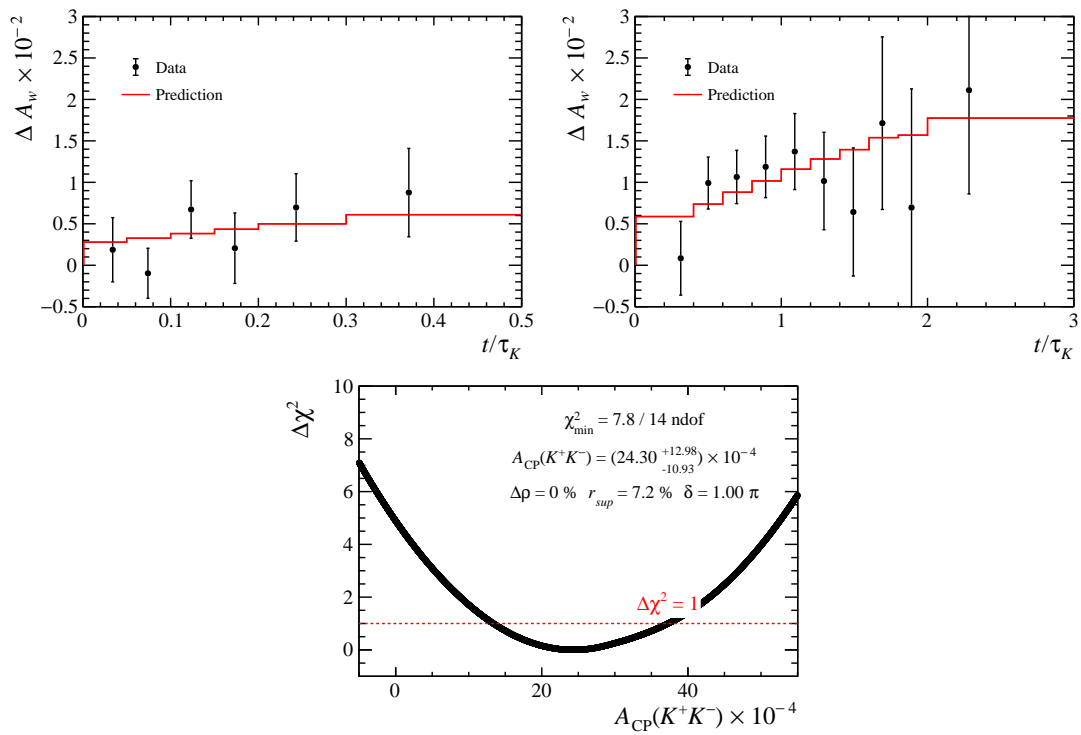 Δ A_w × 10⁻²
3
2.5
2
1.5
1
0.5
0
−0.5
Data
Prediction
0 0.1 0.2 0.3 0.4 0.5
t/τ_K
Δ A_w × 10⁻²
3
2.5
2
1.5
1
0.5
0
−0.5
Data
Prediction
0 1 2 3
t/τ_K
Δχ²
10
8
6
4
2
0
χ²_min = 7.8 / 14 ndof
A_CP(K⁺K⁻) = (24.30 ^{+12.98}_{-10.93}) × 10⁻⁴
Δρ = 0 % r_sup = 7.2 % δ = 1.00 π
Δχ² = 1
0 20 40
A_CP(K⁺K⁻) × 10⁻⁴